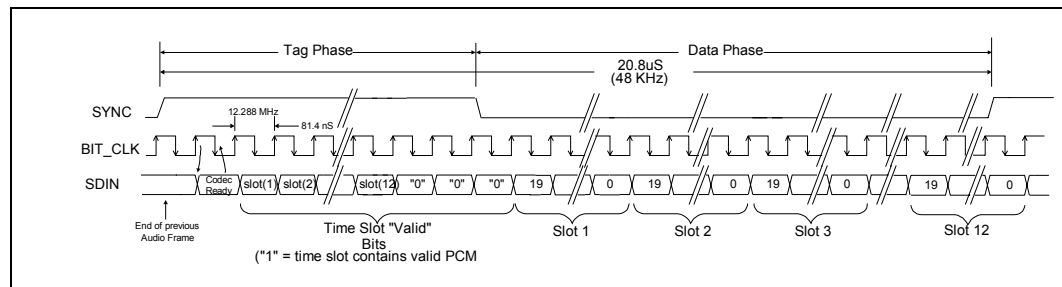 Tag Phase
Data Phase
20.8uS
(48 KHz)
SYNC
12.288 MHz
81.4 nS
BIT_CLK
SDIN
Codec
Ready
slot(1) slot(2) slot(12) "0" "0" "0" 19 0 19 0 19 0 19 0
End of previous
Audio Frame
Time Slot "Valid"
Bits
("1" = time slot contains valid PCM
Slot 1
Slot 2
Slot 3
Slot 12